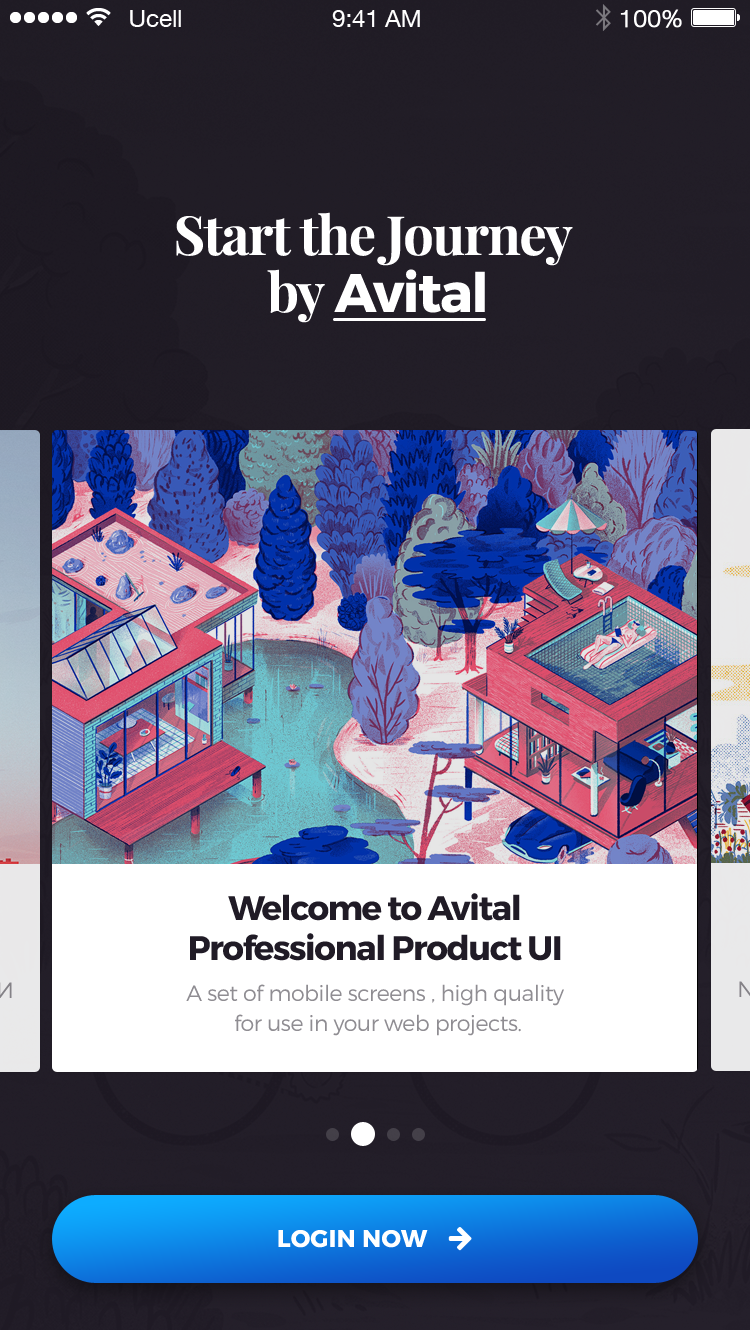 Ucell 9:41 AM 100%
Start the Journey
by Avital
Welcome to Avital
Professional Product UI
A set of mobile screens , high quality
for use in your web projects.
LOGIN NOW